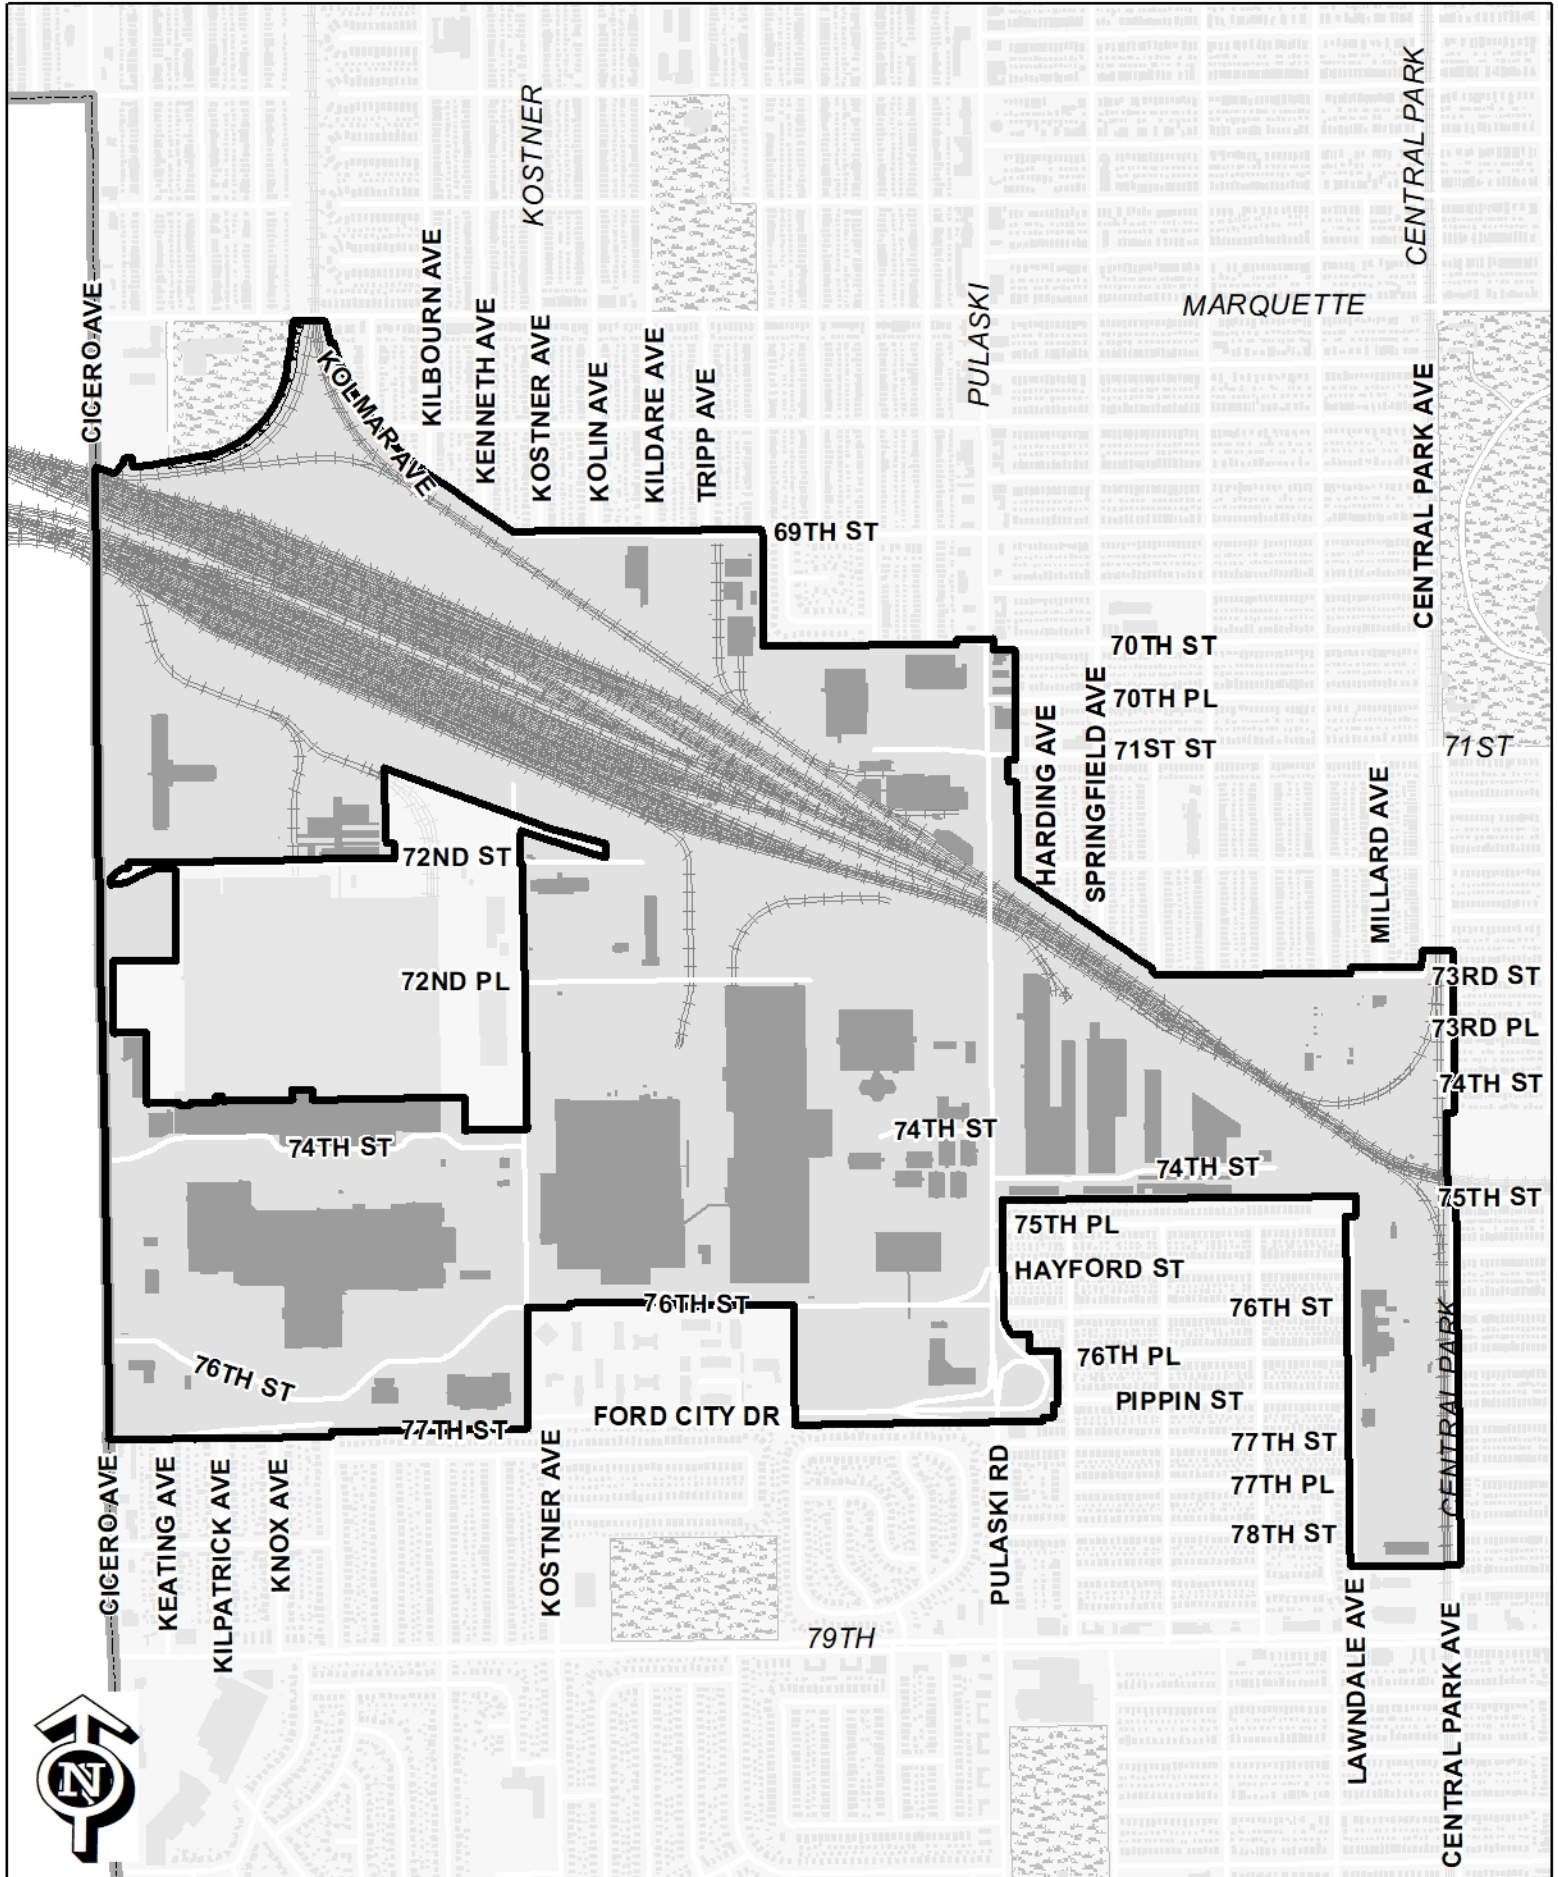 KOSTNER
CENTRAL PARK
CICERO AVE
KILBOURN AVE
KENNETH AVE
KOSTNER AVE
KOLIN AVE
KILDARE AVE
TRIPP AVE
PULASKI
MARQUETTE
KOLMAR AVE
CENTRAL PARK AVE
69TH ST
70TH ST
70TH PL
71ST ST
71ST
HARDING AVE
SPRINGFIELD AVE
MILLARD AVE
72ND ST
72ND PL
73RD ST
73RD PL
74TH ST
74TH ST
74TH ST
74TH ST
75TH ST
75TH PL
HAYFORD ST
76TH ST
76TH ST
76TH ST
76TH PL
PIPPIN ST
CENTRAL PARK
77TH ST
FORD CITY DR
77TH ST
77TH PL
78TH ST
CICERO AVE
KEATING AVE
KILPATRICK AVE
KNOX AVE
KOSTNER AVE
PULASKI RD
LAWNDALE AVE
CENTRAL PARK AVE
79TH
N